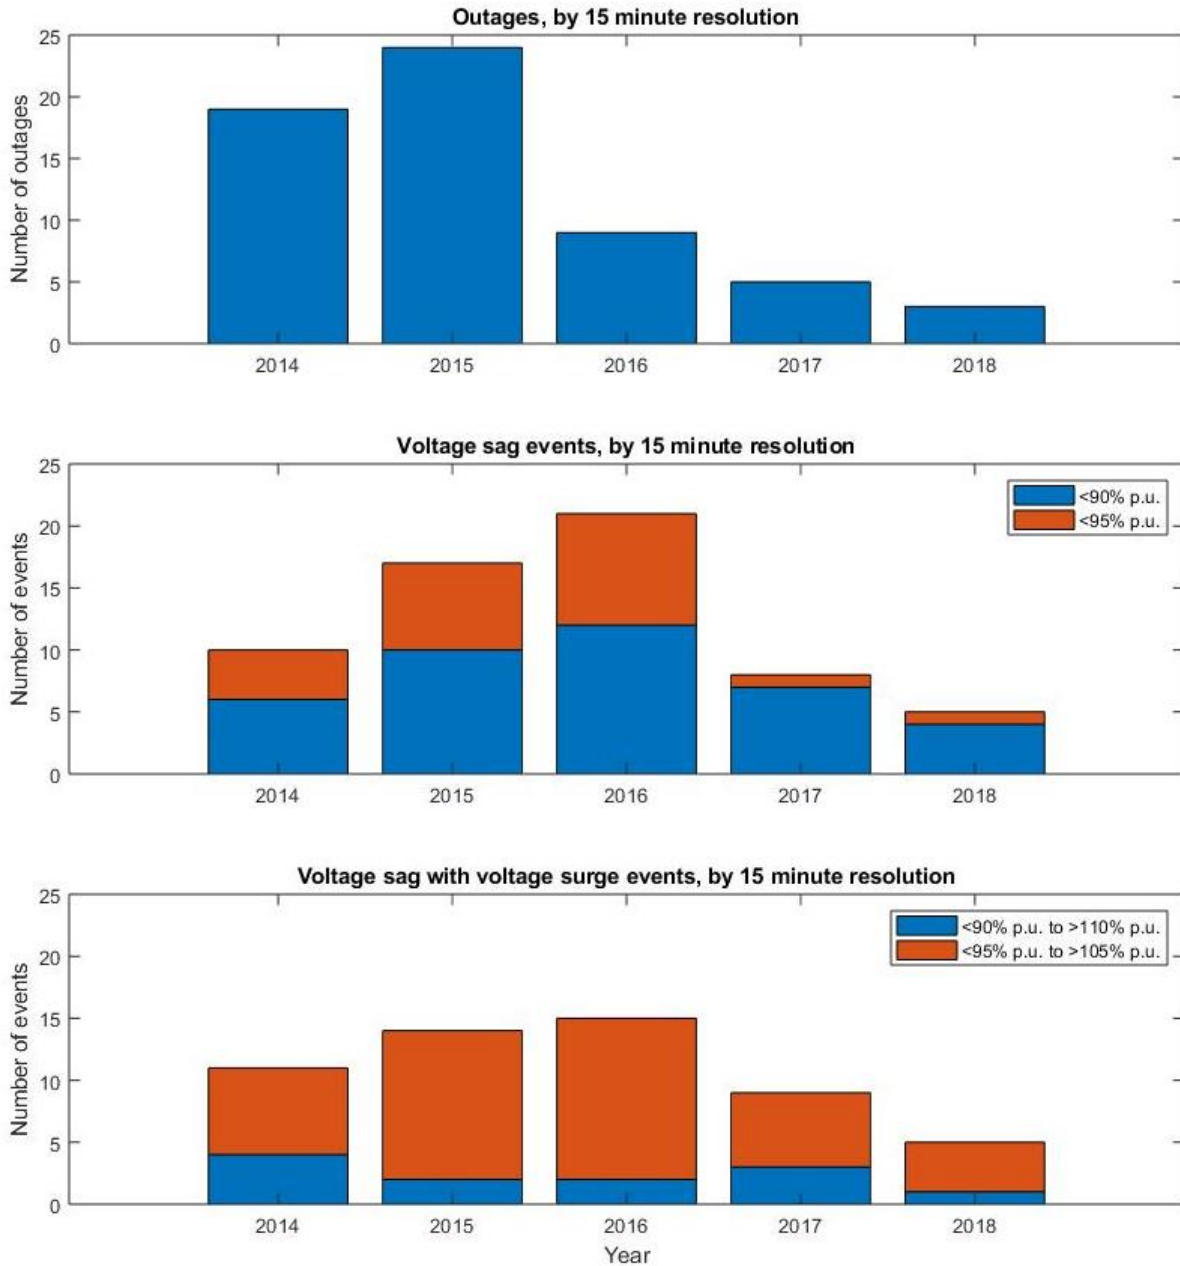 Outages, by 15 minute resolution
25
20
15
10
5
0
Number of outages
2014 2015 2016 2017 2018
Voltage sag events, by 15 minute resolution
25
20
15
10
5
0
Number of events
<90% p.u.
<95% p.u.
2014 2015 2016 2017 2018
Voltage sag with voltage surge events, by 15 minute resolution
25
20
15
10
5
0
Number of events
<90% p.u. to >110% p.u.
<95% p.u. to >105% p.u.
2014 2015 2016 2017 2018
Year